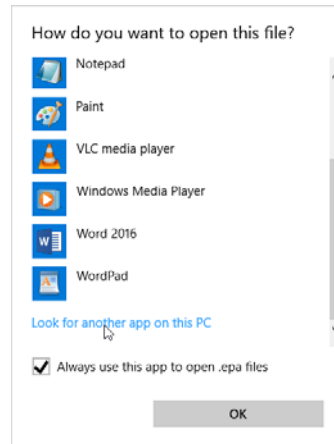 How do you want to open this file?
Notepad
Paint
VLC media player
Windows Media Player
Word 2016
WordPad
Look for another app on this PC
Always use this app to open .epa files
OK